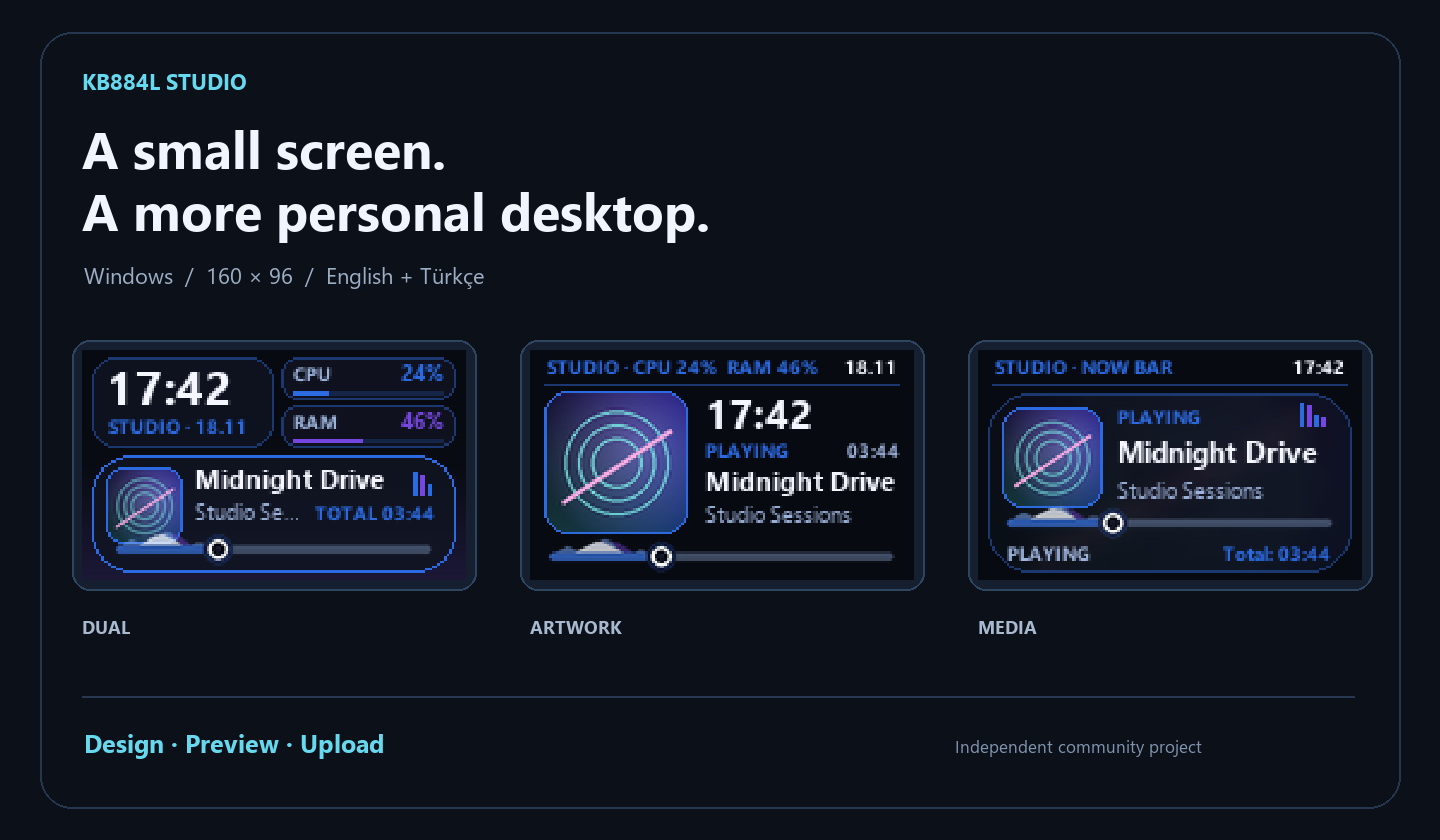 KB884L STUDIO
A small screen.
A more personal desktop.
Windows / 160 × 96 / English + Türkçe
17:42
STUDIO · 18.11
CPU 24%
RAM 46%
Midnight Drive
Studio Se... TOTAL 03:44
STUDIO · CPU 24% RAM 46% 18.11
17:42
PLAYING 03:44
Midnight Drive
Studio Sessions
STUDIO · NOW BAR 17:42
PLAYING
Midnight Drive
Studio Sessions
PLAYING Total: 03:44
DUAL
ARTWORK
MEDIA
Design · Preview · Upload
Independent community project